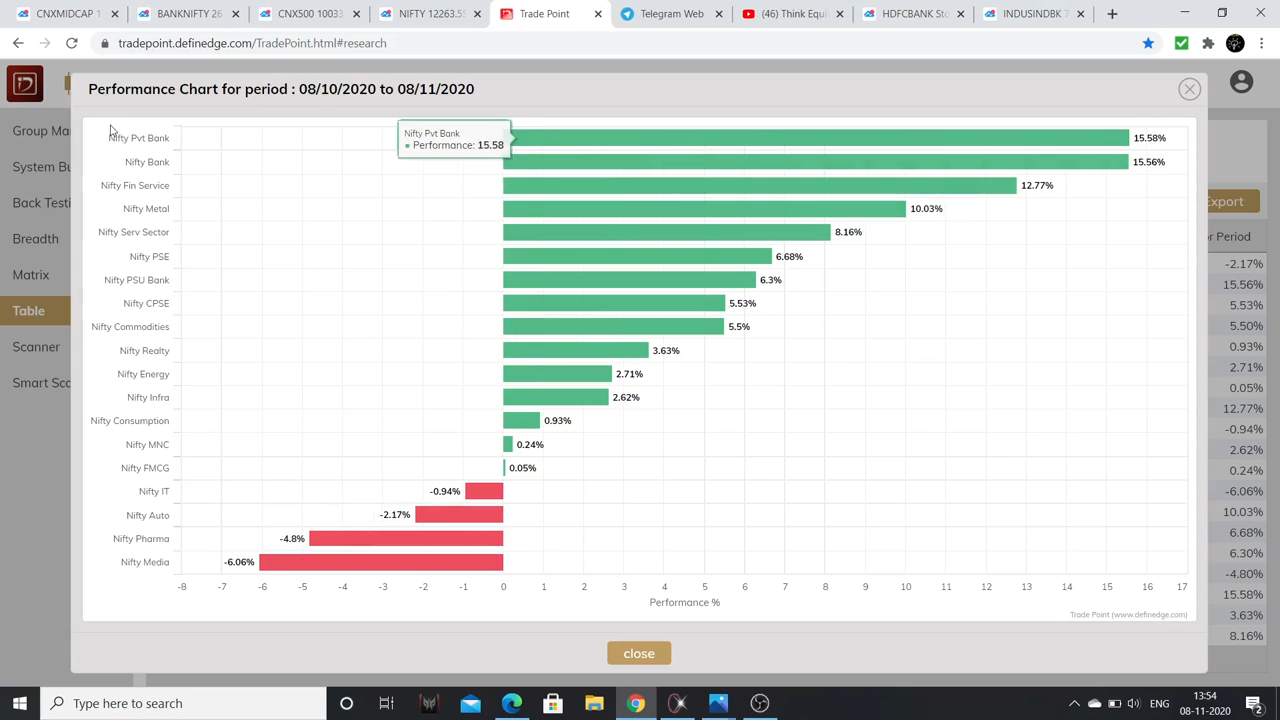 CNXMIDCAP 1
BANKNIFTY 26
CNX500 10033
NIFTY 12263.55
Trade Point
Telegram Web
(46) Think Equi
HDFCBANK Sto
INDUSINDBK 7
tradepoint.definedge.com/TradePoint.html#research
Performance Chart for period : 08/10/2020 to 08/11/2020
Group Ma
System Bu
Back Testi
Breadth
Matrix
Table
Scanner
Smart Sca
Nifty Pvt Bank
Performance: 15.58
Nifty Pvt Bank 15.58%
Nifty Bank 15.56%
Nifty Fin Service 12.77%
Nifty Metal 10.03%
Nifty Serv Sector 8.16%
Nifty PSE 6.68%
Nifty PSU Bank 6.3%
Nifty CPSE 5.53%
Nifty Commodities 5.5%
Nifty Realty 3.63%
Nifty Energy 2.71%
Nifty Infra 2.62%
Nifty Consumption 0.93%
Nifty MNC 0.24%
Nifty FMCG 0.05%
Nifty IT -0.94%
Nifty Auto -2.17%
Nifty Pharma -4.8%
Nifty Media -6.06%
-8 -7 -6 -5 -4 -3 -2 -1 0 1 2 3 4 5 6 7 8 9 10 11 12 13 14 15 16 17
Performance %
Trade Point (www.definedge.com)
close
Export
or Period
-2.17%
15.56%
5.53%
5.50%
0.93%
2.71%
0.05%
12.77%
-0.94%
2.62%
0.24%
-6.06%
10.03%
6.68%
6.30%
-4.80%
15.58%
3.63%
8.16%
Type here to search
ENG
13:54
08-11-2020
2